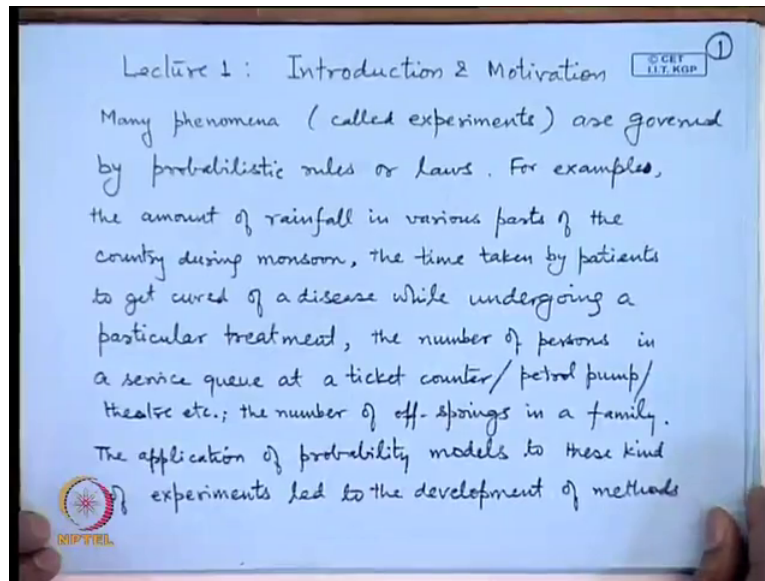 Lecture 1 : Introduction & Motivation
© CET
I.I.T. KGP
1
Many phenomena ( called experiments ) are governed
by probabilistic rules or laws. For examples,
the amount of rainfall in various parts of the
country during monsoon, the time taken by patients
to get cured of a disease while undergoing a
particular treatment, the number of persons in
a service queue at a ticket counter/ petrol pump/
theatre etc.; the number of off-springs in a family.
The application of probability models to these kind
of experiments led to the development of methods
NPTEL